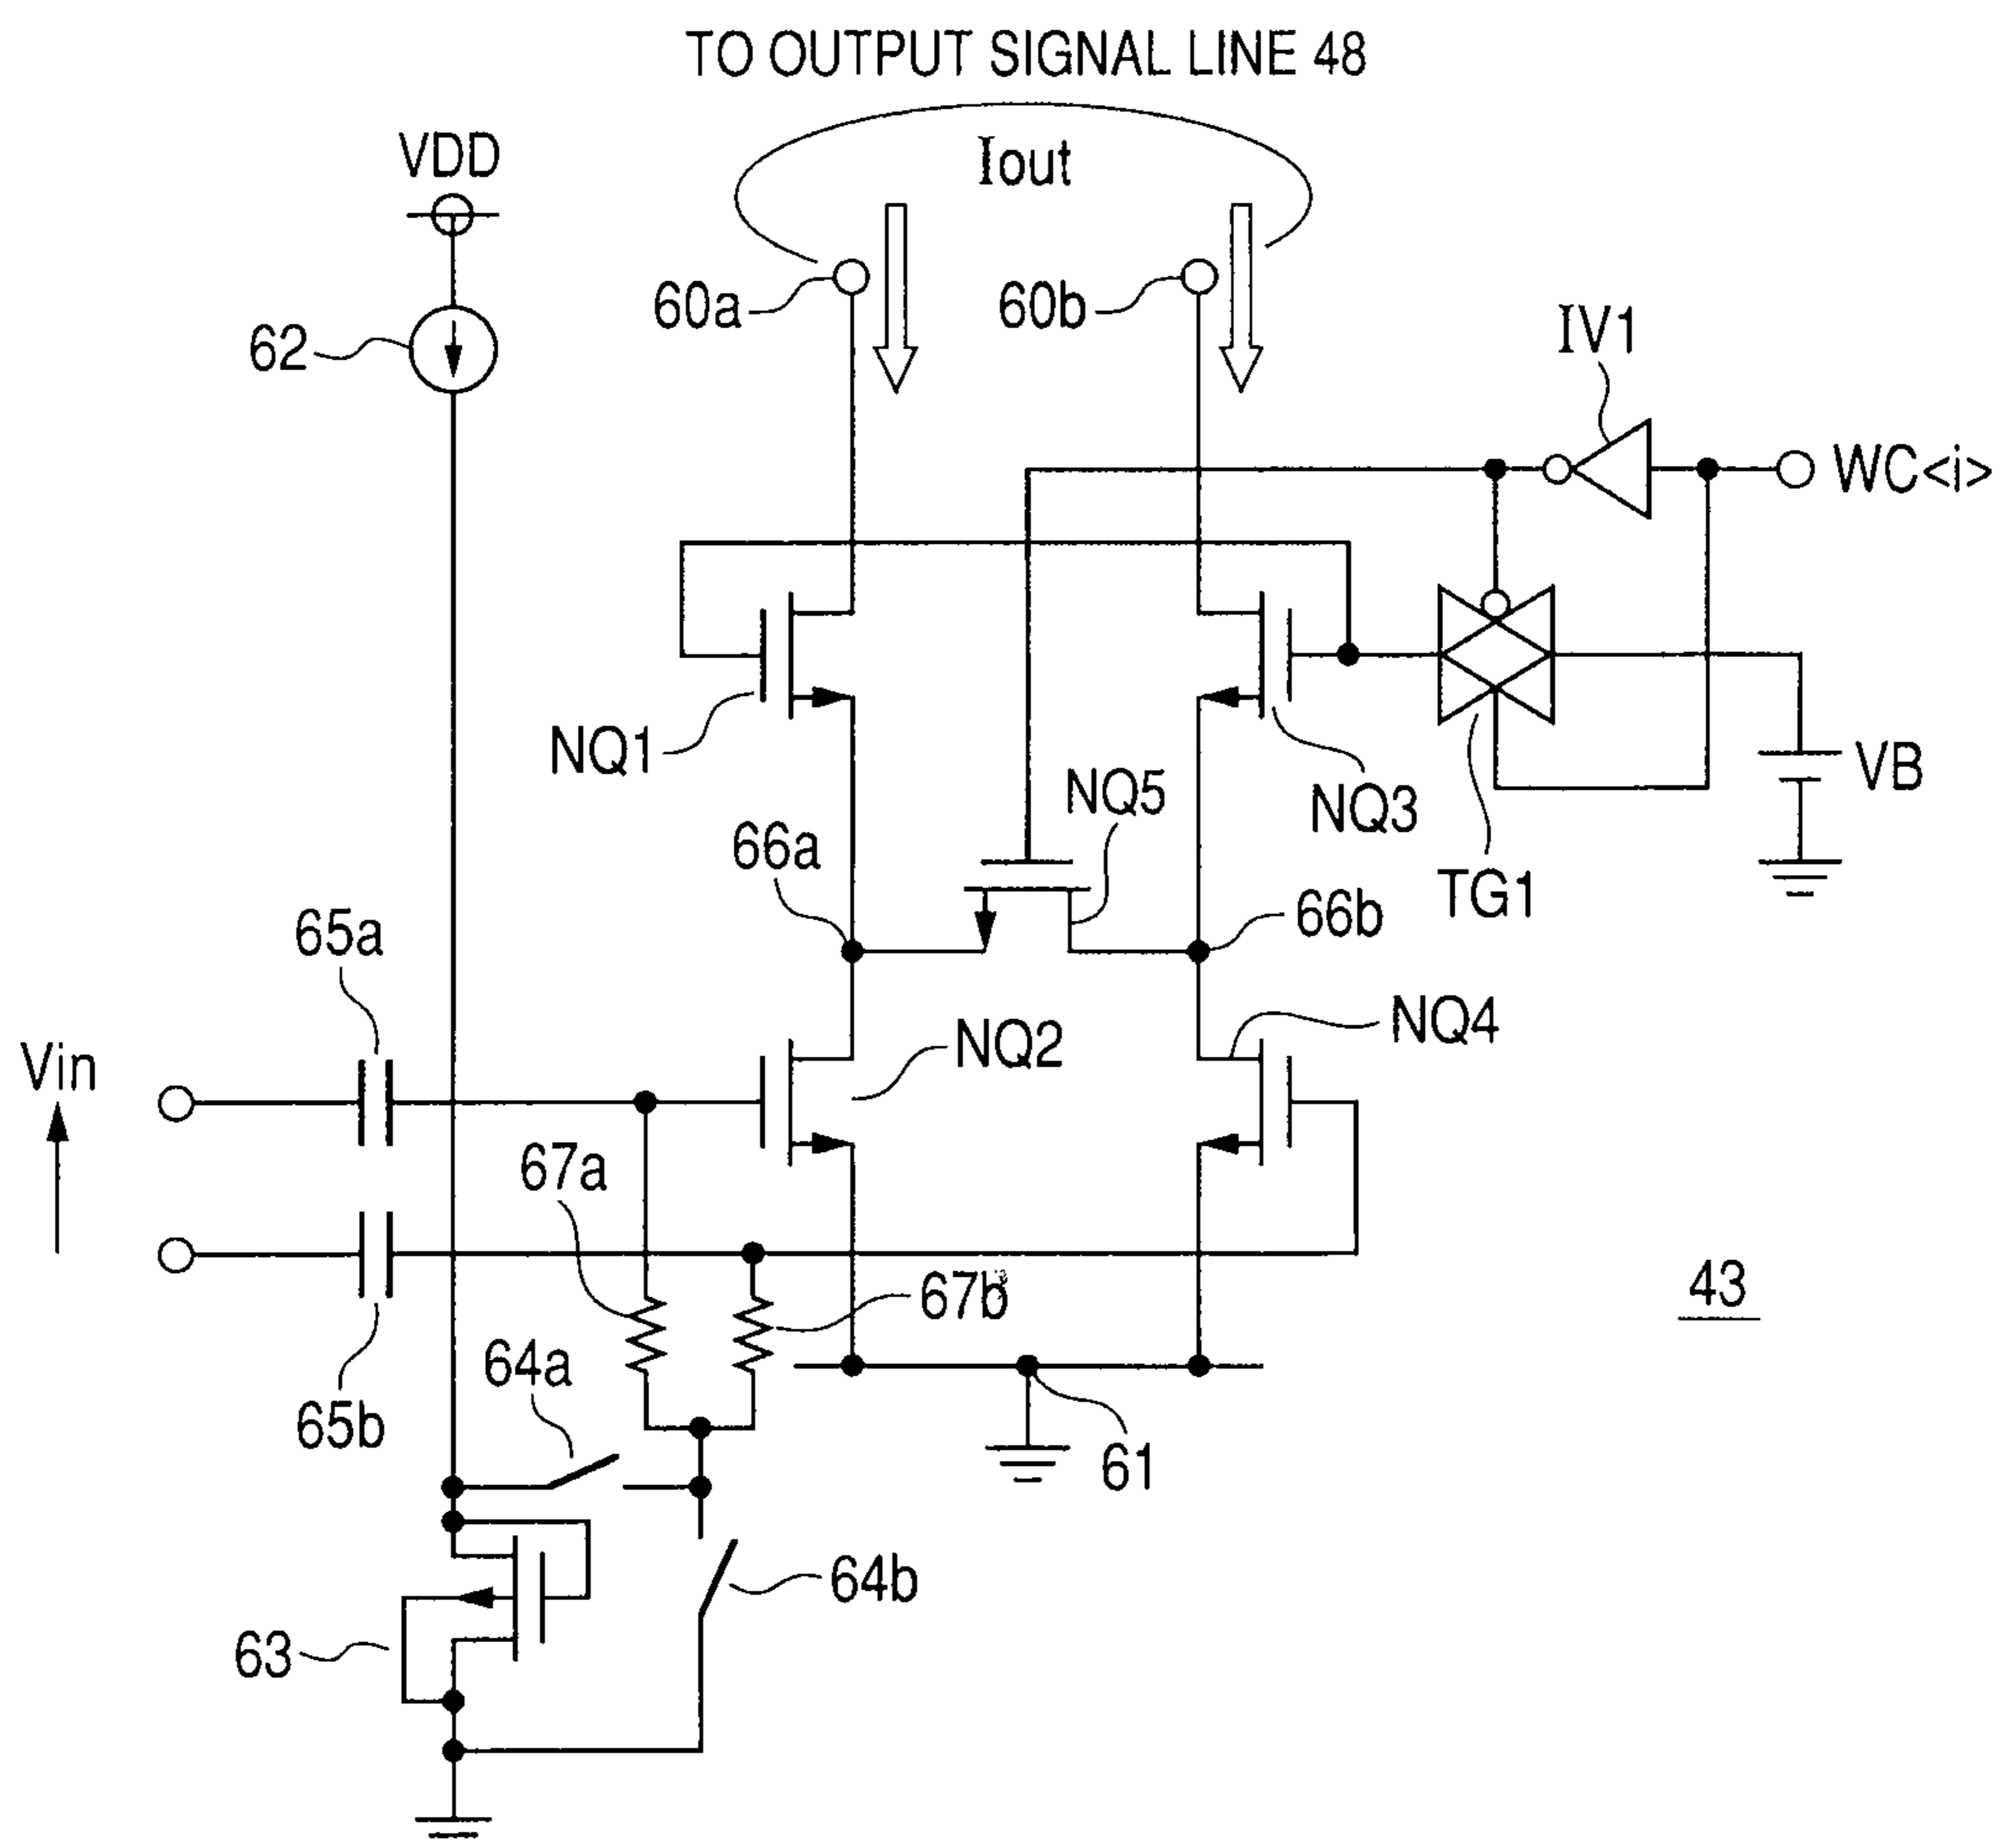 TO OUTPUT SIGNAL LINE 48
VDD
Iout
60a
60b
62
IV1
WC<i>
NQ1
NQ5
NQ3
VB
66a
TG1
66b
65a
Vin
NQ2
NQ4
67a
67b
43
64a
65b
61
64b
63